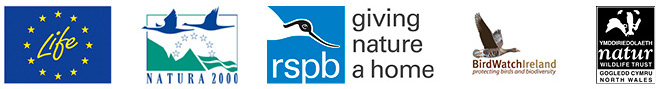 Life
NATURA 2000
rspb
giving
nature
a home
BirdWatchIreland
protecting birds and biodiversity
YMDDIRIEDOLAETH
natur
WILDLIFE TRUST
GOGLEDD CYMRU
NORTH WALES